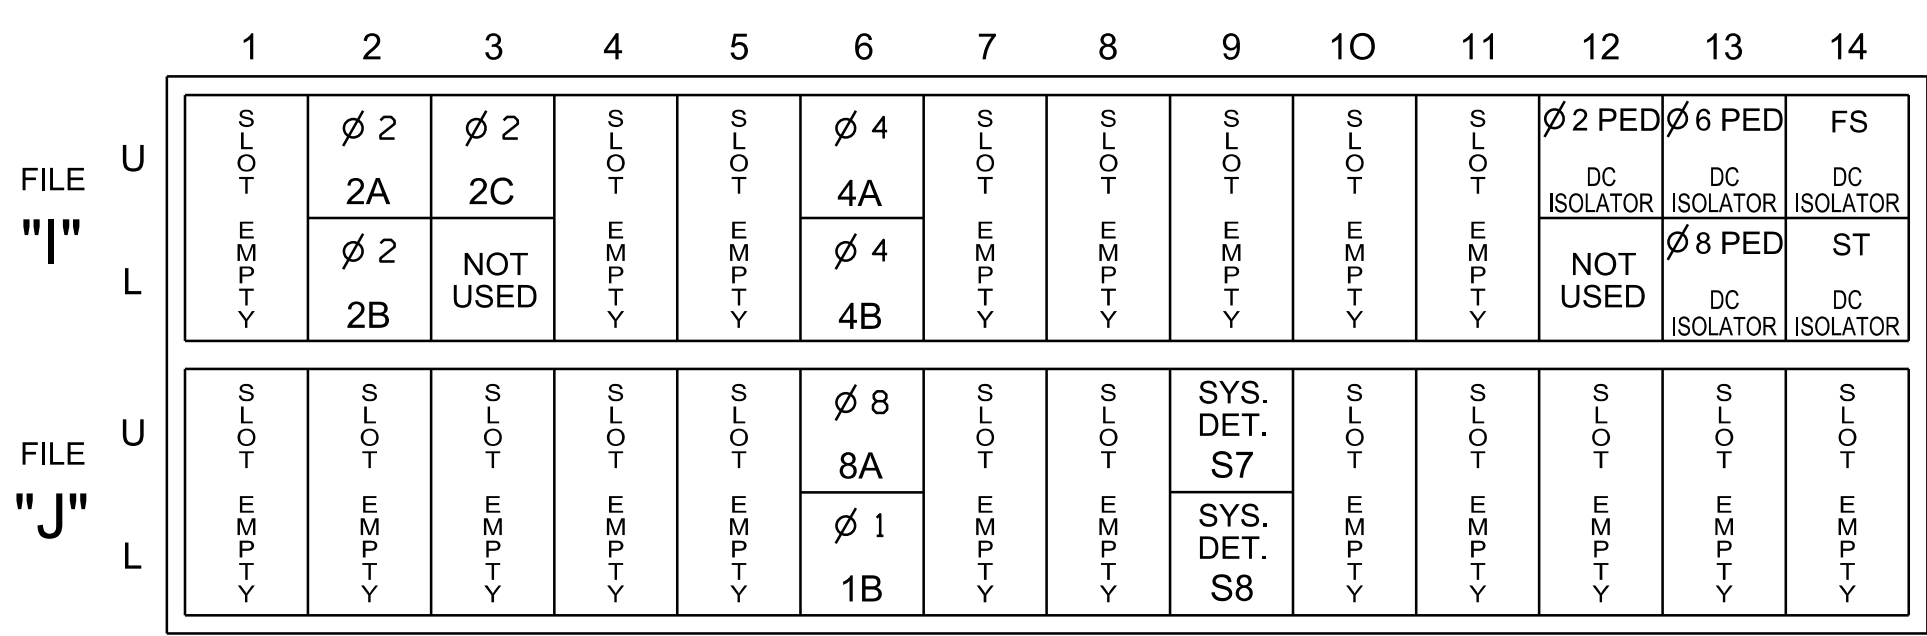 1 2 3 4 5 6 7 8 9 10 11 12 13 14
FILE
"I"
U
L
SLOT EMPTY
Ø 2
2A
Ø 2
2B
Ø 2
2C
NOT
USED
SLOT EMPTY
SLOT EMPTY
Ø 4
4A
Ø 4
4B
SLOT EMPTY
SLOT EMPTY
SLOT EMPTY
SLOT EMPTY
SLOT EMPTY
Ø 2 PED
DC
ISOLATOR
NOT
USED
Ø 6 PED
DC
ISOLATOR
Ø 8 PED
DC
ISOLATOR
FS
DC
ISOLATOR
ST
DC
ISOLATOR
FILE
"J"
U
L
SLOT EMPTY
SLOT EMPTY
SLOT EMPTY
SLOT EMPTY
SLOT EMPTY
Ø 8
8A
Ø 1
1B
SLOT EMPTY
SLOT EMPTY
SYS.
DET.
S7
SYS.
DET.
S8
SLOT EMPTY
SLOT EMPTY
SLOT EMPTY
SLOT EMPTY
SLOT EMPTY